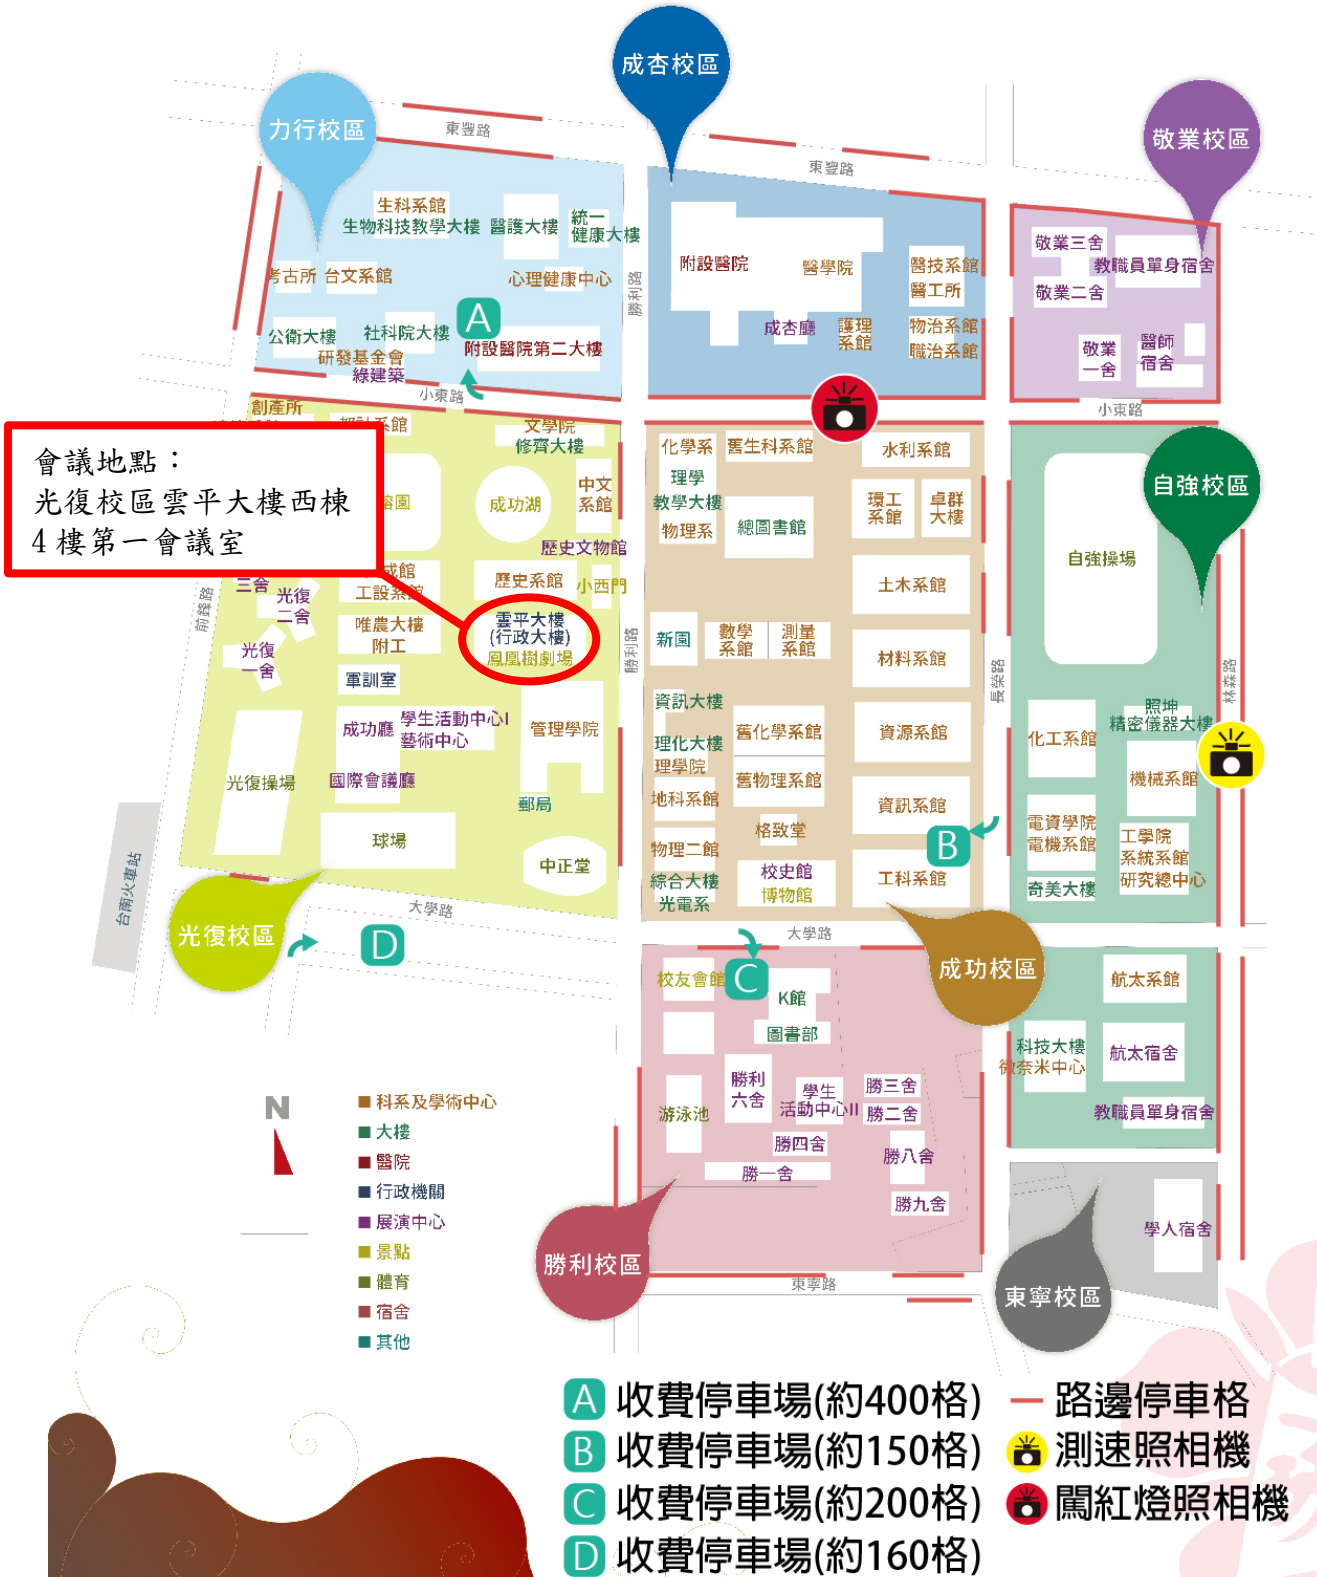 成杏校區
力行校區
敬業校區
東豐路
東豐路
生科系館
生物科技教學大樓
醫護大樓
統一
健康大樓
考古所
台文系館
心理健康中心
勝利路
附設醫院
醫學院
醫技系館
醫工所
敬業三舍
教職員單身宿舍
敬業二舍
A
公衛大樓
社科院大樓
附設醫院第二大樓
研發基金會
綠建築
成杏廳
護理
系館
物治系館
職治系館
敬業
一舍
醫師
宿舍
小東路
小東路
創產所
文學院
修齊大樓
化學系
舊生科系館
水利系館
會議地點：
光復校區雲平大樓西棟
4樓第一會議室
成功湖
中文
系館
理學
教學大樓
物理系
總圖書館
環工
系館
卓群
大樓
自強校區
自強操場
歷史文物館
三舍
光復
二舍
工設系館
歷史系館
小西門
土木系館
前鋒路
唯農大樓
附工
雲平大樓
(行政大樓)
鳳凰樹劇場
勝利路
新園
數學
系館
測量
系館
材料系館
長榮路
林森路
光復
一舍
軍訓室
資訊大樓
照坤
精密儀器大樓
成功廳
學生活動中心I
藝術中心
管理學院
理化大樓
理學院
舊化學系館
資源系館
化工系館
光復操場
國際會議廳
郵局
地科系館
舊物理系館
資訊系館
機械系館
球場
中正堂
物理二館
格致堂
B
電資學院
電機系館
工學院
系統系館
研究總中心
台南火車站
綜合大樓
光電系
校史館
博物館
工科系館
奇美大樓
大學路
大學路
光復校區
D
成功校區
校友會館
C
K館
圖書部
航太系館
科技大樓
微奈米中心
航太宿舍
游泳池
勝利
六舍
學生
活動中心II
勝三舍
勝二舍
教職員單身宿舍
勝四舍
勝一舍
勝八舍
勝九舍
學人宿舍
勝利校區
東寧路
東寧校區
N
科系及學術中心
大樓
醫院
行政機關
展演中心
景點
體育
宿舍
其他
A 收費停車場(約400格)
B 收費停車場(約150格)
C 收費停車場(約200格)
D 收費停車場(約160格)
路邊停車格
測速照相機
闖紅燈照相機